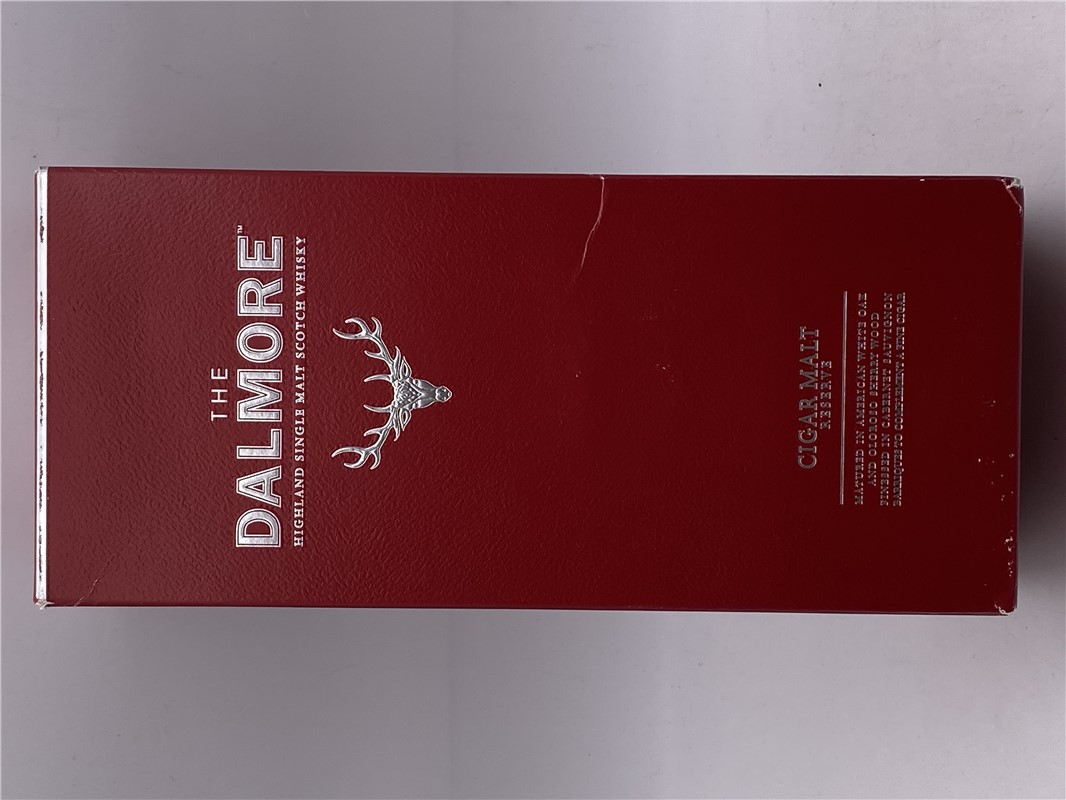 THE
DALMORE™
HIGHLAND SINGLE MALT SCOTCH WHISKY
CIGAR MALT
RESERVE
MATURED IN AMERICAN WHITE OAK
AND OLOROSO SHERRY WOOD
FINESSED IN CABERNET SAUVIGNON
BARRIQUES TO COMPLEMENT A FINE CIGAR